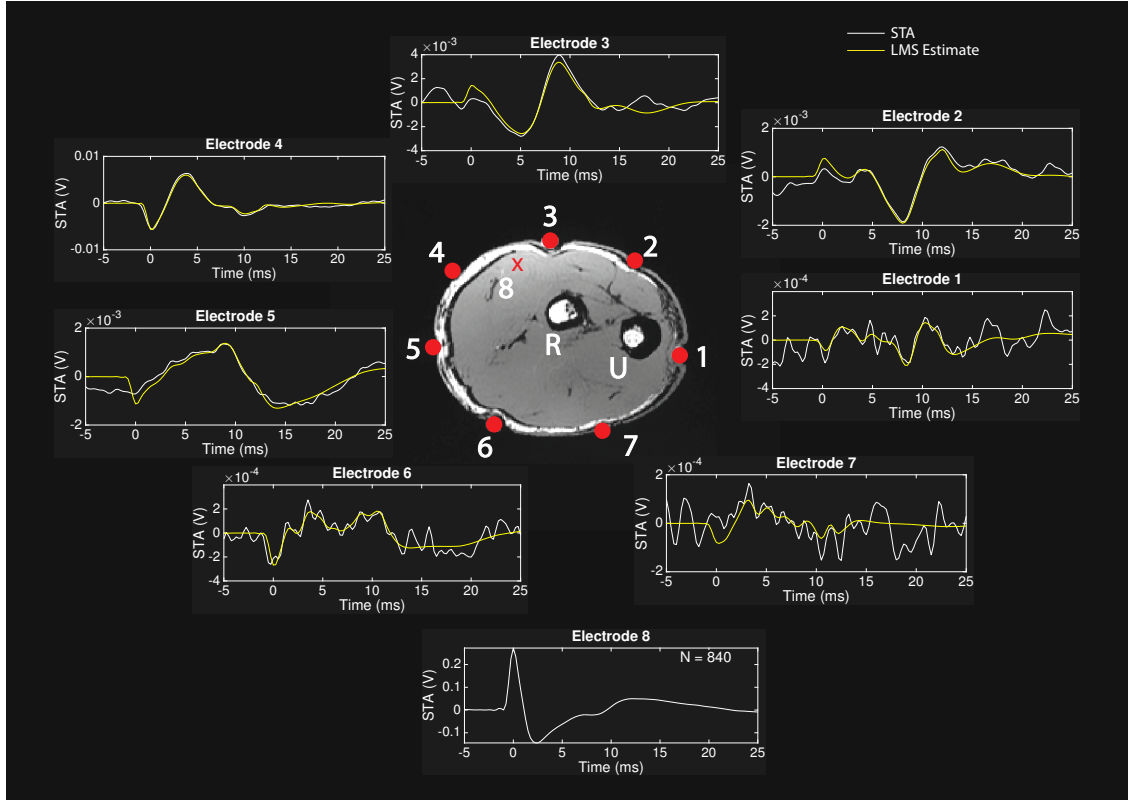 STA
LMS Estimate
Electrode 3
×10⁻³
4
2
0
-2
-4
-5 0 5 10 15 20 25
STA (V)
Time (ms)
Electrode 2
×10⁻³
2
0
-2
-5 0 5 10 15 20 25
STA (V)
Time (ms)
Electrode 4
0.01
0
-0.01
-5 0 5 10 15 20 25
STA (V)
Time (ms)
3
4
2
x
8
R
U
5
1
6
7
Electrode 1
×10⁻⁴
4
2
0
-2
-4
-5 0 5 10 15 20 25
STA (V)
Time (ms)
Electrode 5
×10⁻³
2
0
-2
-5 0 5 10 15 20 25
STA (V)
Time (ms)
Electrode 6
×10⁻⁴
2
0
-2
-4
-5 0 5 10 15 20 25
STA (V)
Time (ms)
Electrode 7
×10⁻⁴
2
0
-2
-5 0 5 10 15 20 25
STA (V)
Time (ms)
Electrode 8
N = 840
0.2
0.1
0
-0.1
-5 0 5 10 15 20 25
STA (V)
Time (ms)